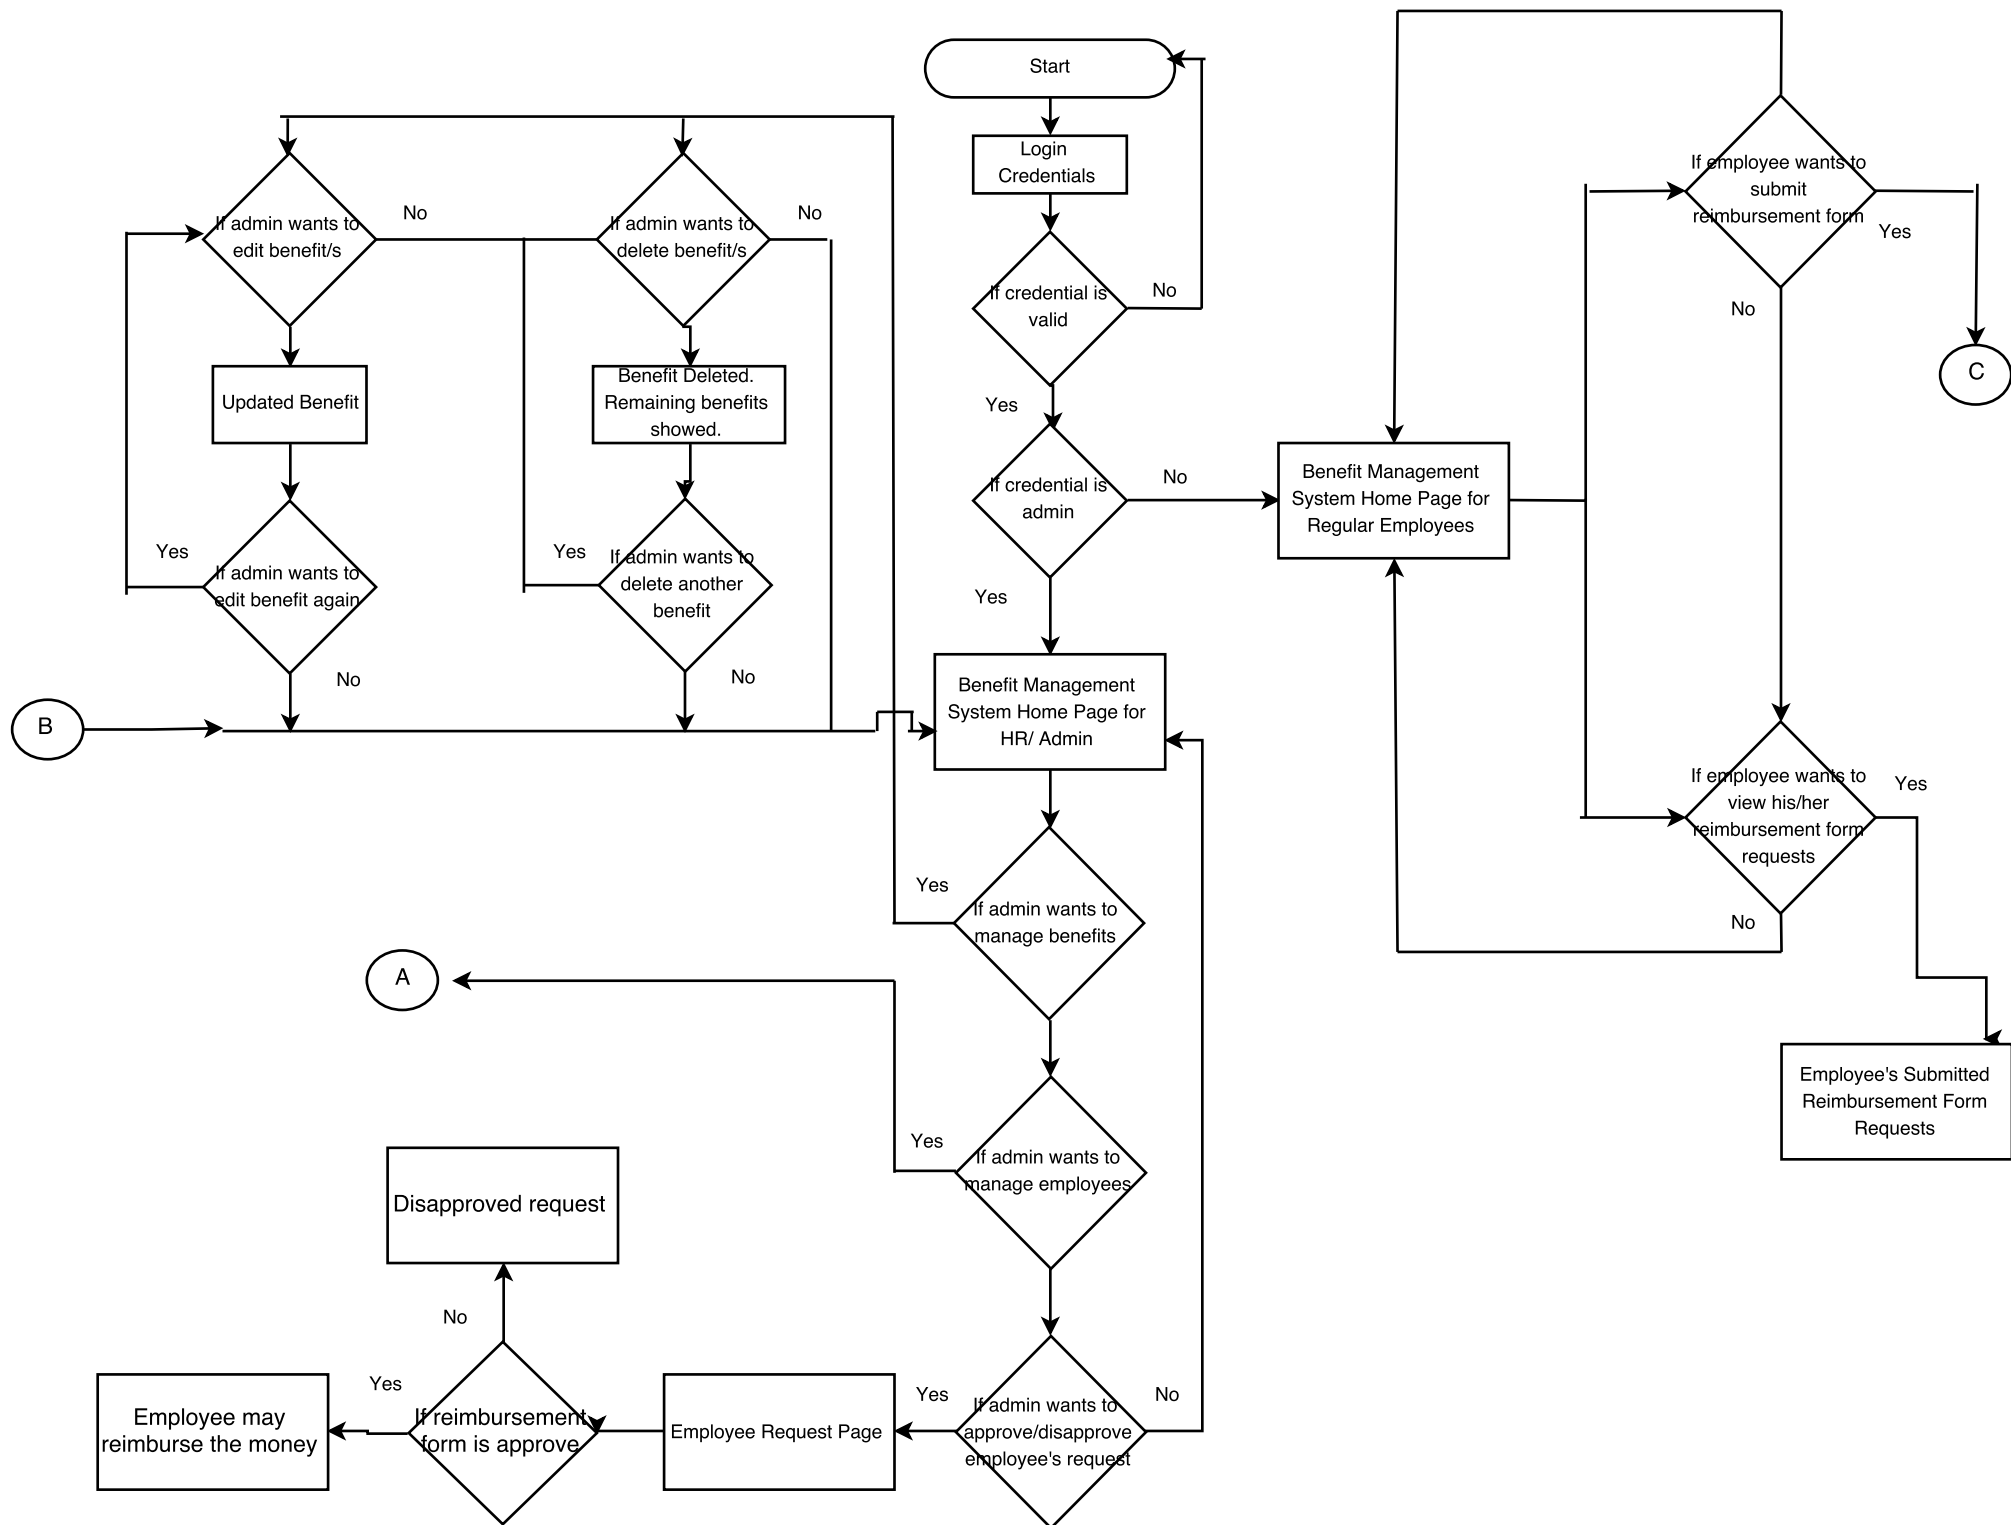 Start
Login
Credentials
If credential is
valid
No
Yes
If credential is
admin
No
Yes
If admin wants to
edit benefit/s
No
If admin wants to
delete benefit/s
No
Updated Benefit
Benefit Deleted.
Remaining benefits
showed.
Yes
If admin wants to
edit benefit again
No
Yes
If admin wants to
delete another
benefit
No
B
Benefit Management
System Home Page for
HR/ Admin
Benefit Management
System Home Page for
Regular Employees
If employee wants to
submit
reimbursement form
Yes
No
C
If employee wants to
view his/her
reimbursement form
requests
Yes
No
Employee's Submitted
Reimbursement Form
Requests
Yes
If admin wants to
manage benefits
A
Yes
If admin wants to
manage employees
Disapproved request
No
Yes
If reimbursement
form is approve
Employee may
reimburse the money
Employee Request Page
Yes
If admin wants to
approve/disapprove
employee's request
No